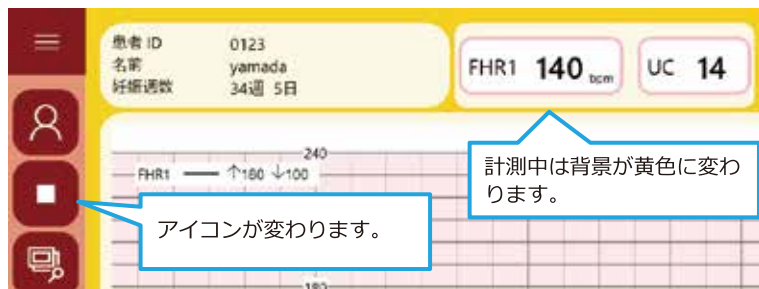 患者 ID 0123
名前 yamada
妊娠週数 34週 5日
FHR1 140 bcm
UC 14
240
FHR1 ↑160 ↓100
計測中は背景が黄色に変わ
ります。
アイコンが変わります。
180